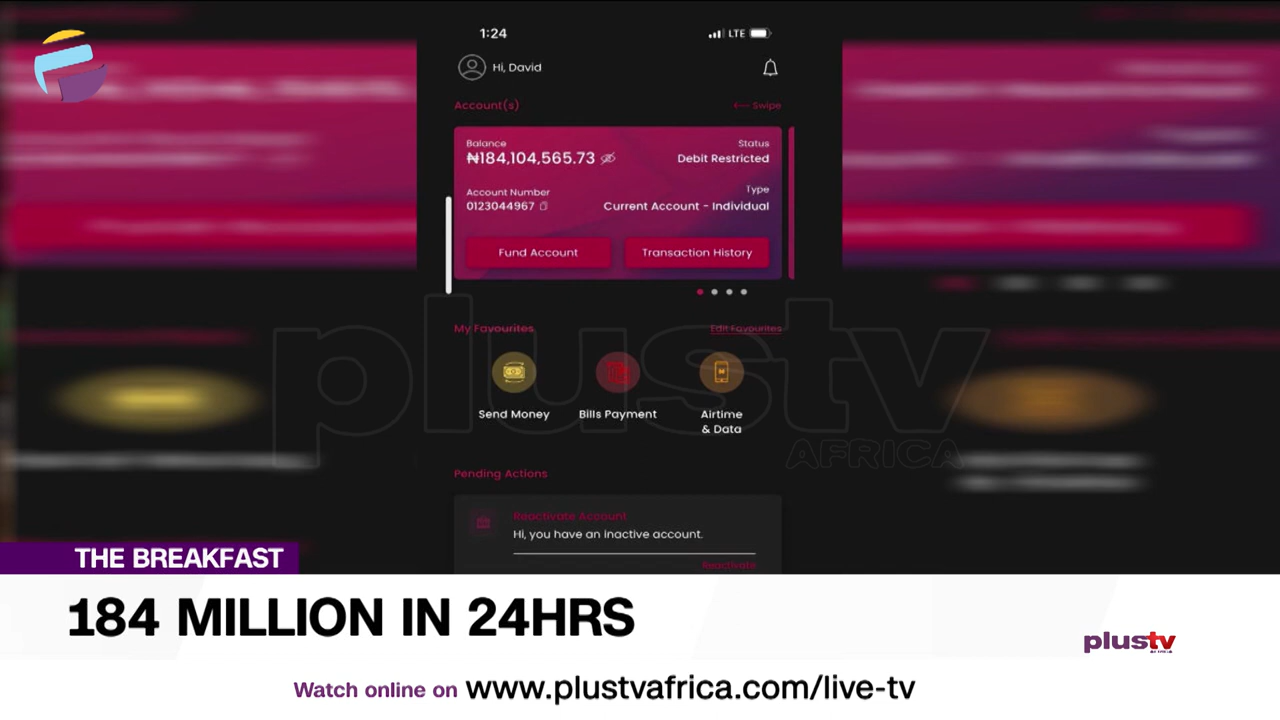 1:24
LTE
Hi, David
Account(s)
Swipe
Balance
₦184,104,565.73
Status
Debit Restricted
Account Number
0123044967
Type
Current Account - Individual
Fund Account
Transaction History
My Favourites
Edit Favourites
Send Money
Bills Payment
Airtime
& Data
Pending Actions
Reactivate Account
Hi, you have an inactive account.
Reactivate
plustv
AFRICA
THE BREAKFAST
184 MILLION IN 24HRS
plustv
Watch online on www.plustvafrica.com/live-tv